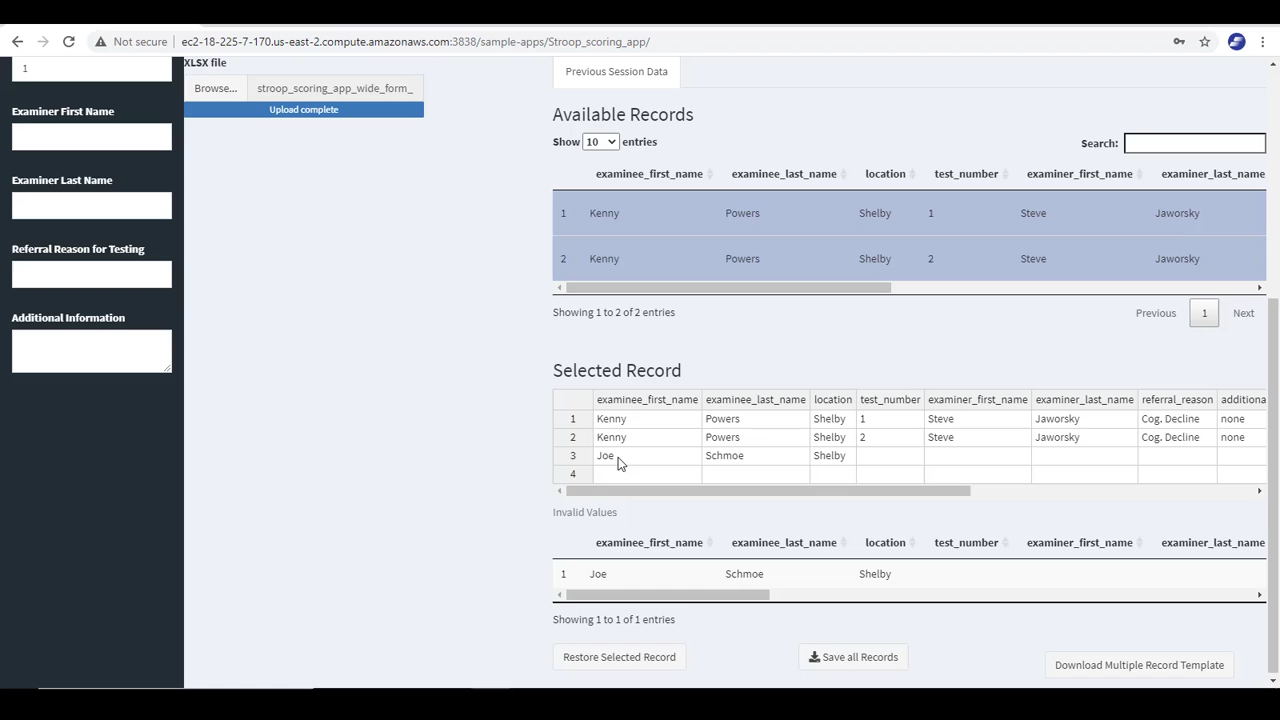 Not secure ec2-18-225-7-170.us-east-2.compute.amazonaws.com:3838/sample-apps/Stroop_scoring_app/
1
Examiner First Name
Examiner Last Name
Referral Reason for Testing
Additional Information
XLSX file
Browse... stroop_scoring_app_wide_form_
Upload complete
Previous Session Data
Available Records
Show 10 entries
Search:
examinee_first_name examinee_last_name location test_number examiner_first_name examiner_last_name
1 Kenny Powers Shelby 1 Steve Jaworsky
2 Kenny Powers Shelby 2 Steve Jaworsky
Showing 1 to 2 of 2 entries
Previous 1 Next
Selected Record
examinee_first_name examinee_last_name location test_number examiner_first_name examiner_last_name referral_reason additiona
1 Kenny Powers Shelby 1 Steve Jaworsky Cog. Decline none
2 Kenny Powers Shelby 2 Steve Jaworsky Cog. Decline none
3 Joe Schmoe Shelby
4
Invalid Values
examinee_first_name examinee_last_name location test_number examiner_first_name examiner_last_name
1 Joe Schmoe Shelby
Showing 1 to 1 of 1 entries
Restore Selected Record
Save all Records
Download Multiple Record Template